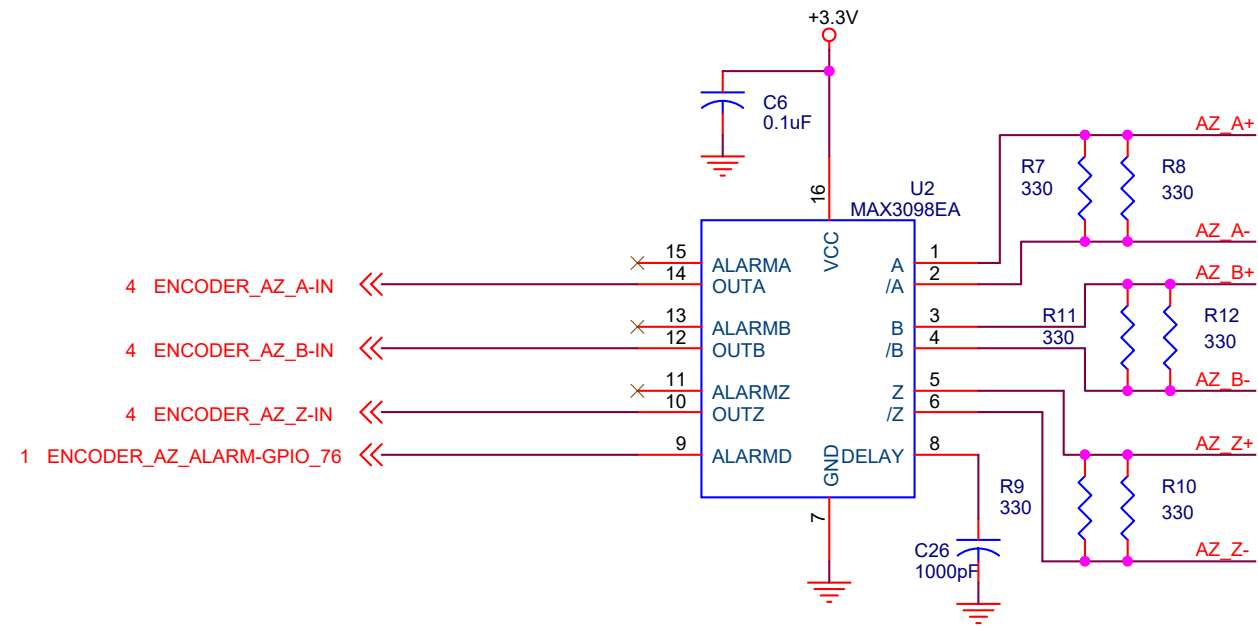 +3.3V
C6
0.1uF
AZ_A+
R7
330
R8
330
16
U2
MAX3098EA
VCC
AZ_A-
15
ALARMA
A
1
4 ENCODER_AZ_A-IN
14
OUTA
/A
2
AZ_B+
13
ALARMB
B
3
R11
330
R12
330
4 ENCODER_AZ_B-IN
12
OUTB
/B
4
AZ_B-
11
ALARMZ
Z
5
4 ENCODER_AZ_Z-IN
10
OUTZ
/Z
6
AZ_Z+
1 ENCODER_AZ_ALARM-GPIO_76
9
ALARMD
GND
DELAY
8
R9
330
R10
330
7
C26
1000pF
AZ_Z-